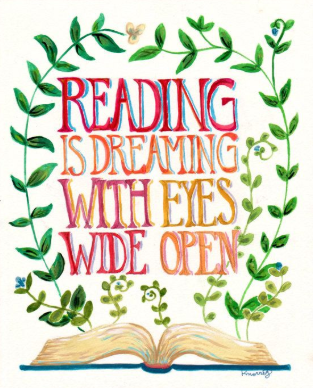 READING
IS DREAMING
WITH EYES
WIDE OPEN